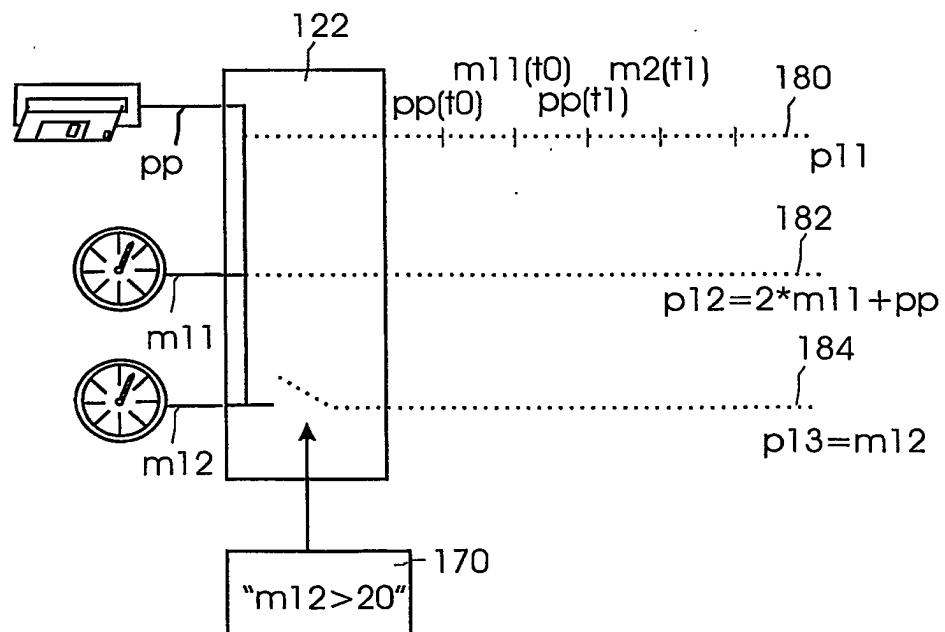 122
m11(t0) m2(t1)
pp(t0) pp(t1)
180
pp
p11
182
m11
p12=2*m11+pp
184
m12
p13=m12
170
"m12>20"